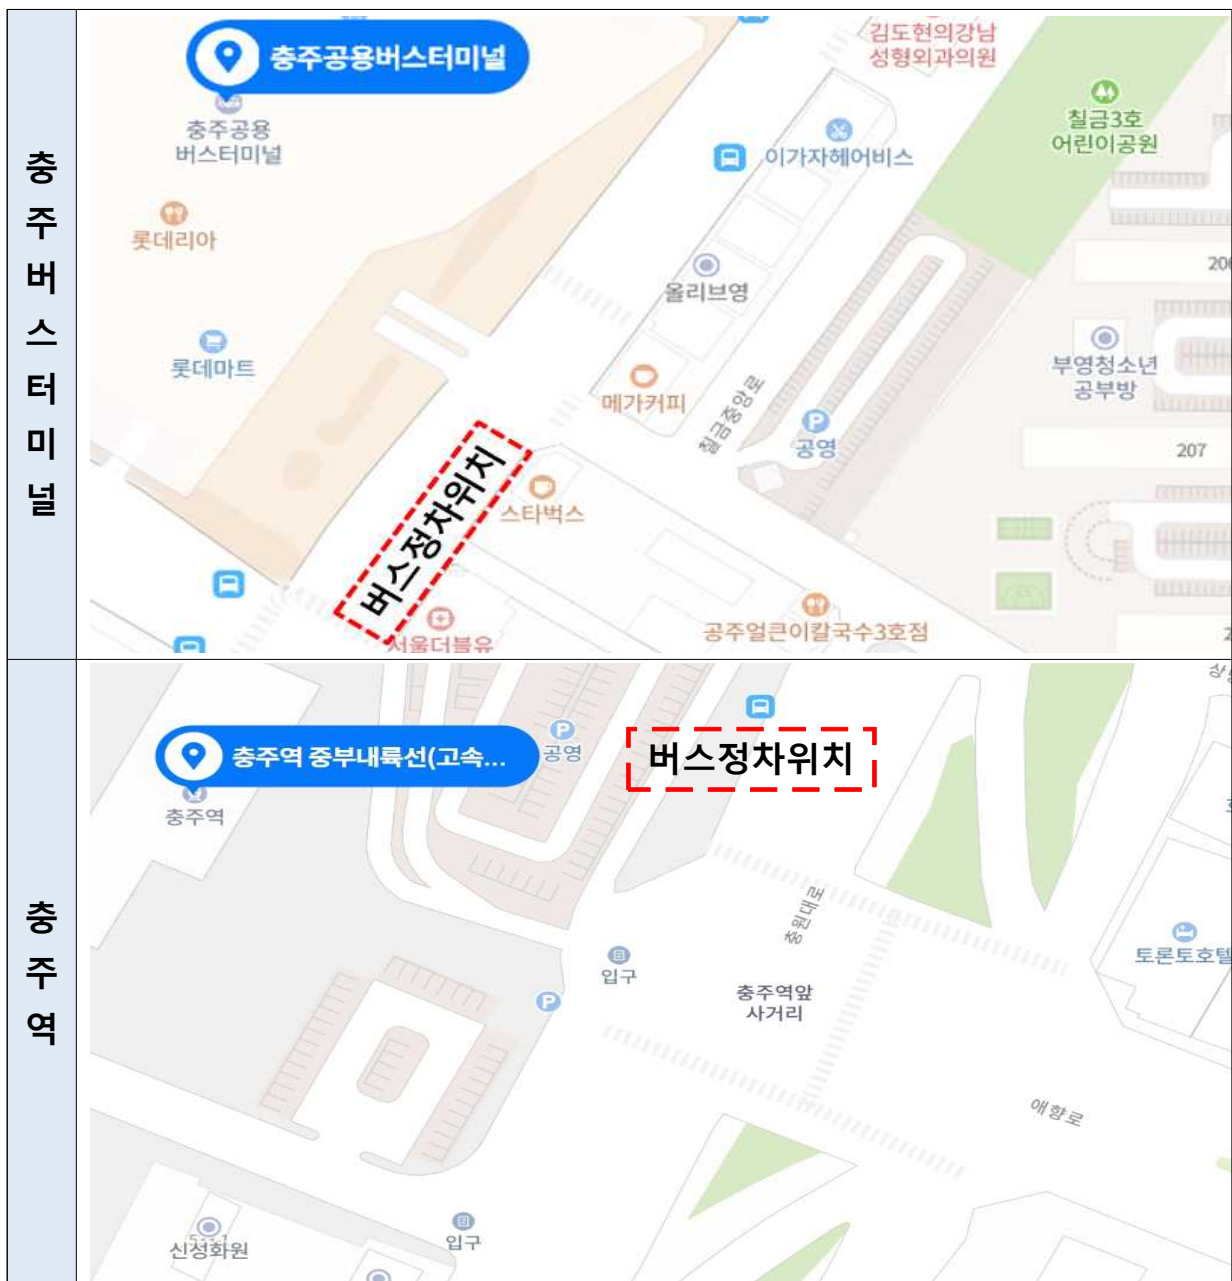 충주버스터미널
충주공용버스터미널
충주공용
버스터미널
김도현의강남
성형외과의원
칠금3호
어린이공원
이가자헤어비스
롯데리아
올리브영
롯데마트
메가커피
칠금중앙로
공영
부영청소년
공부방
207
버스정차위치
스타벅스
서울더블유
공주얼큰이칼국수3호점
충주역
충주역 중부내륙선(고속...
충주역
공영
버스정차위치
충원대로
입구
충주역앞
사거리
토론토호텔
애향로
신성화원
입구